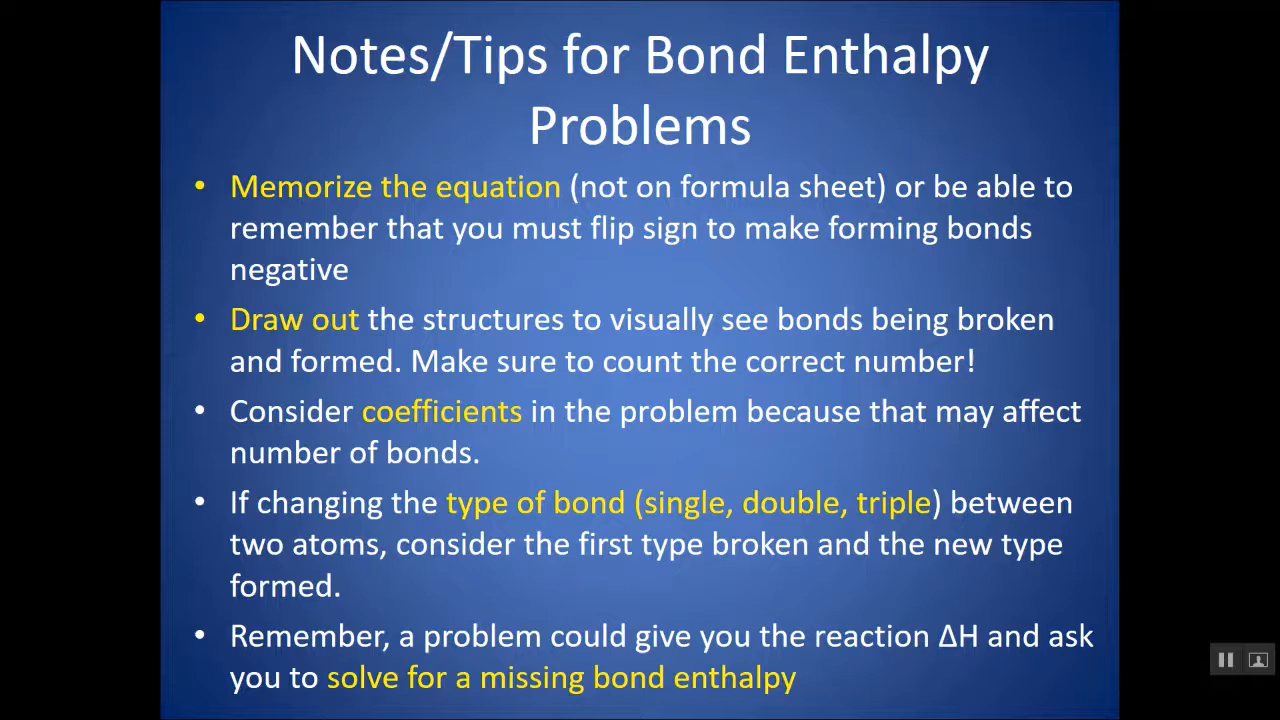 Notes/Tips for Bond Enthalpy
Problems
• Memorize the equation (not on formula sheet) or be able to
remember that you must flip sign to make forming bonds
negative
• Draw out the structures to visually see bonds being broken
and formed. Make sure to count the correct number!
• Consider coefficients in the problem because that may affect
number of bonds.
• If changing the type of bond (single, double, triple) between
two atoms, consider the first type broken and the new type
formed.
• Remember, a problem could give you the reaction ΔH and ask
you to solve for a missing bond enthalpy